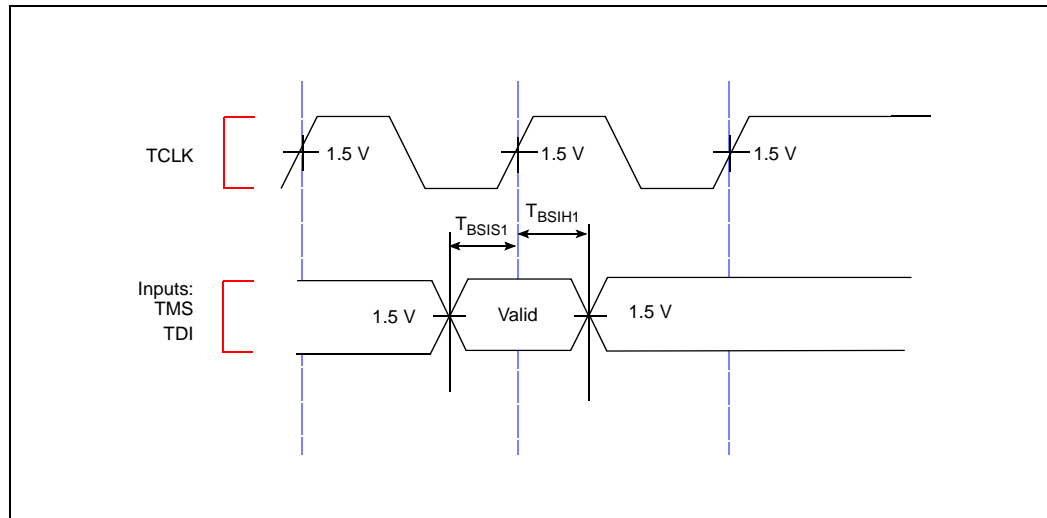 TCLK
1.5 V
1.5 V
1.5 V
TBSIS1
TBSIH1
Inputs:
TMS
TDI
1.5 V
Valid
1.5 V